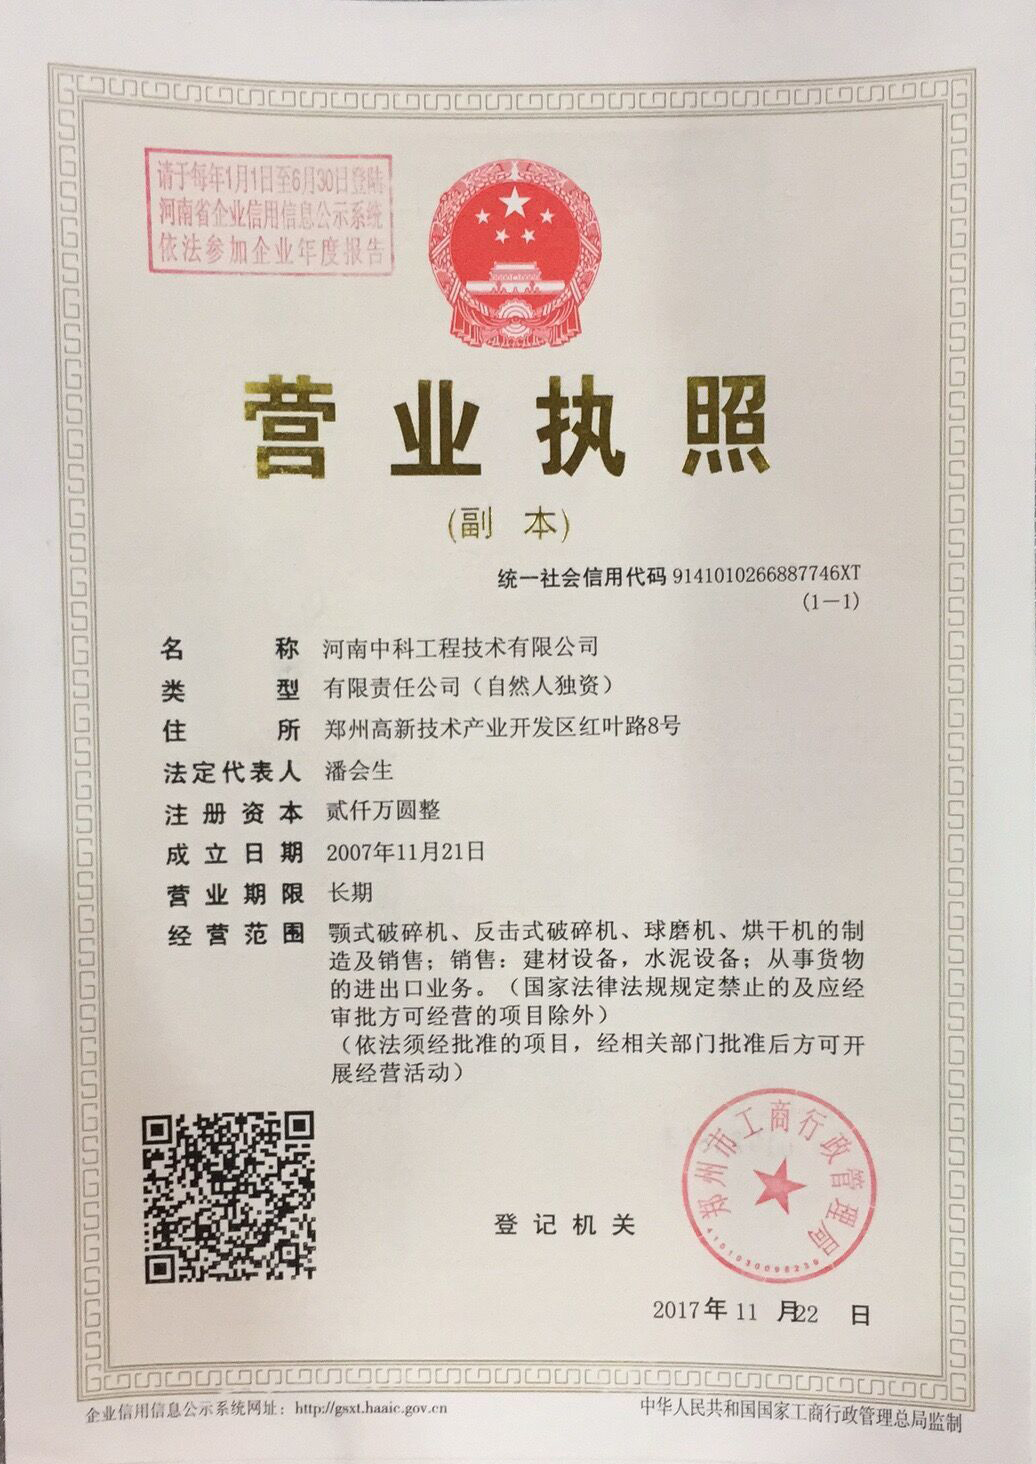 请于每年1月1日至6月30日登陆
河南省企业信用信息公示系统
依法参加企业年度报告
营业执照
(副 本)
统一社会信用代码 9141010266887746XT
(1-1)
名 称 河南中科工程技术有限公司
类 型 有限责任公司（自然人独资）
住 所 郑州高新技术产业开发区红叶路8号
法定代表人 潘会生
注册资本 贰仟万圆整
成立日期 2007年11月21日
营业期限 长期
经营范围 颚式破碎机、反击式破碎机、球磨机、烘干机的制
造及销售；销售：建材设备，水泥设备；从事货物
的进出口业务。（国家法律法规规定禁止的及应经
审批方可经营的项目除外）
（依法须经批准的项目，经相关部门批准后方可开
展经营活动）
郑州市工商行政管理局
4101030098239
登记机关
2017年11月22日
企业信用信息公示系统网址：http://gsxt.haaic.gov.cn
中华人民共和国国家工商行政管理总局监制